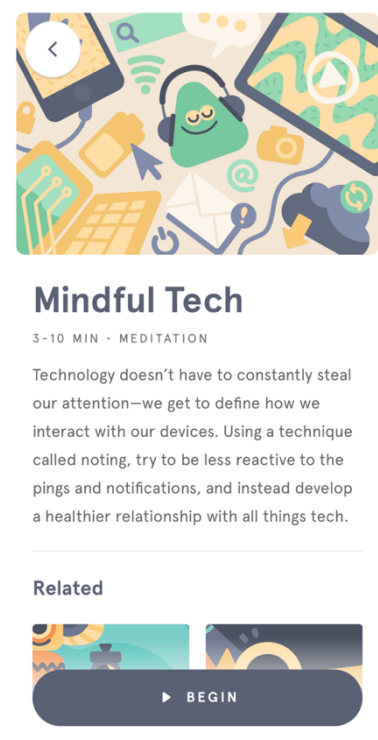 @
!
Mindful Tech
3–10 MIN · MEDITATION
Technology doesn’t have to constantly steal
our attention—we get to define how we
interact with our devices. Using a technique
called noting, try to be less reactive to the
pings and notifications, and instead develop
a healthier relationship with all things tech.
Related
BEGIN